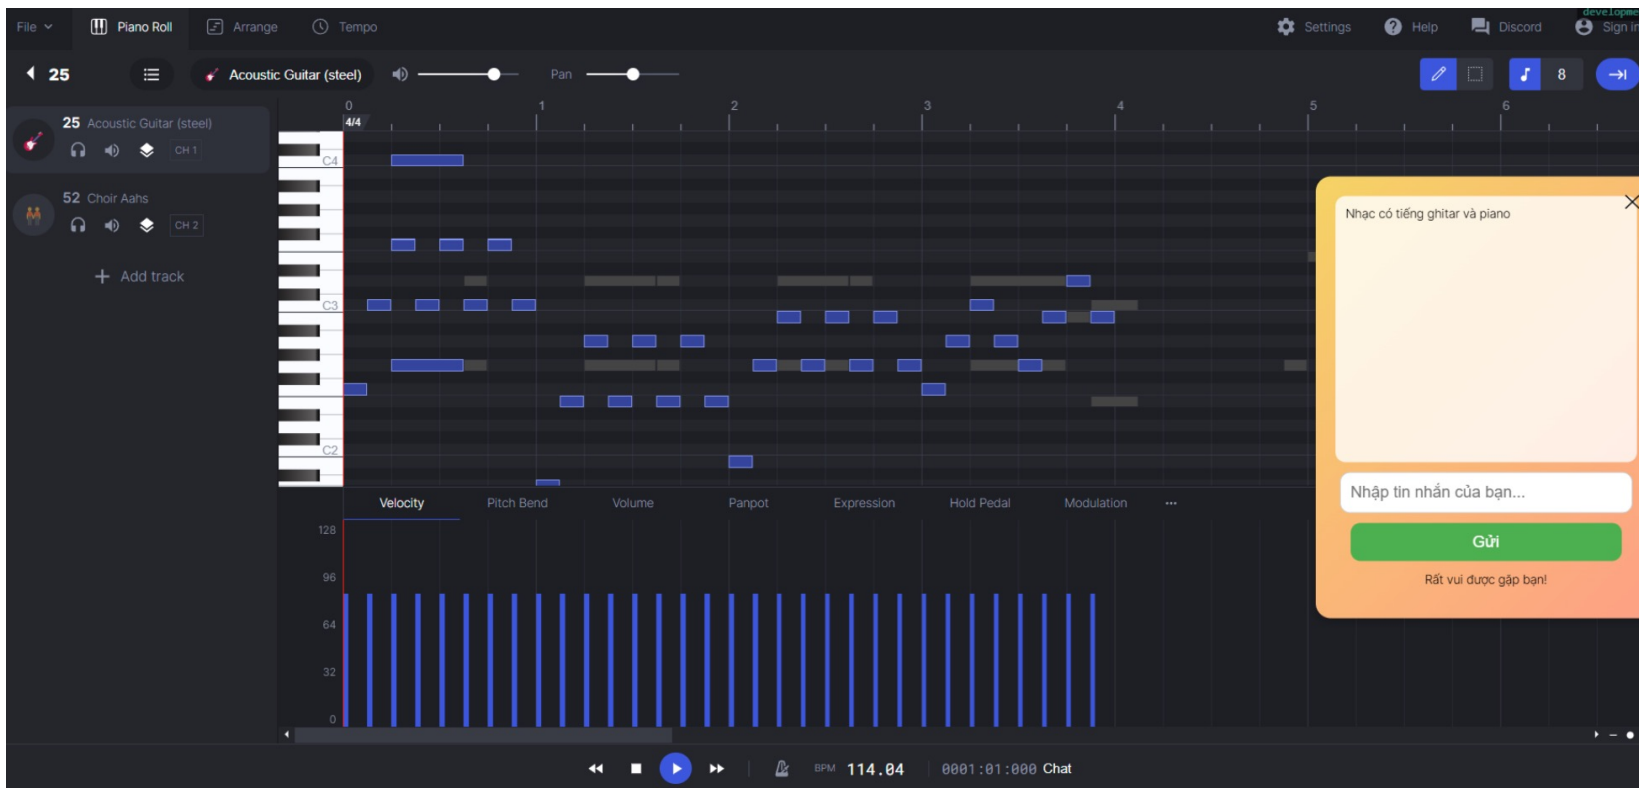 developme
File
Piano Roll
Arrange
Tempo
Settings
Help
Discord
Sign in
25
Acoustic Guitar (steel)
Pan
8
25 Acoustic Guitar (steel)
CH 1
52 Choir Aahs
CH 2
Add track
0 1 2 3 4 5 6
4/4
C4
C3
C2
Velocity Pitch Bend Volume Panpot Expression Hold Pedal Modulation
128
96
64
32
0
Nhạc có tiếng ghitar và piano
Nhập tin nhắn của bạn...
Gửi
Rất vui được gặp bạn!
BPM 114.04 0001:01:000 Chat